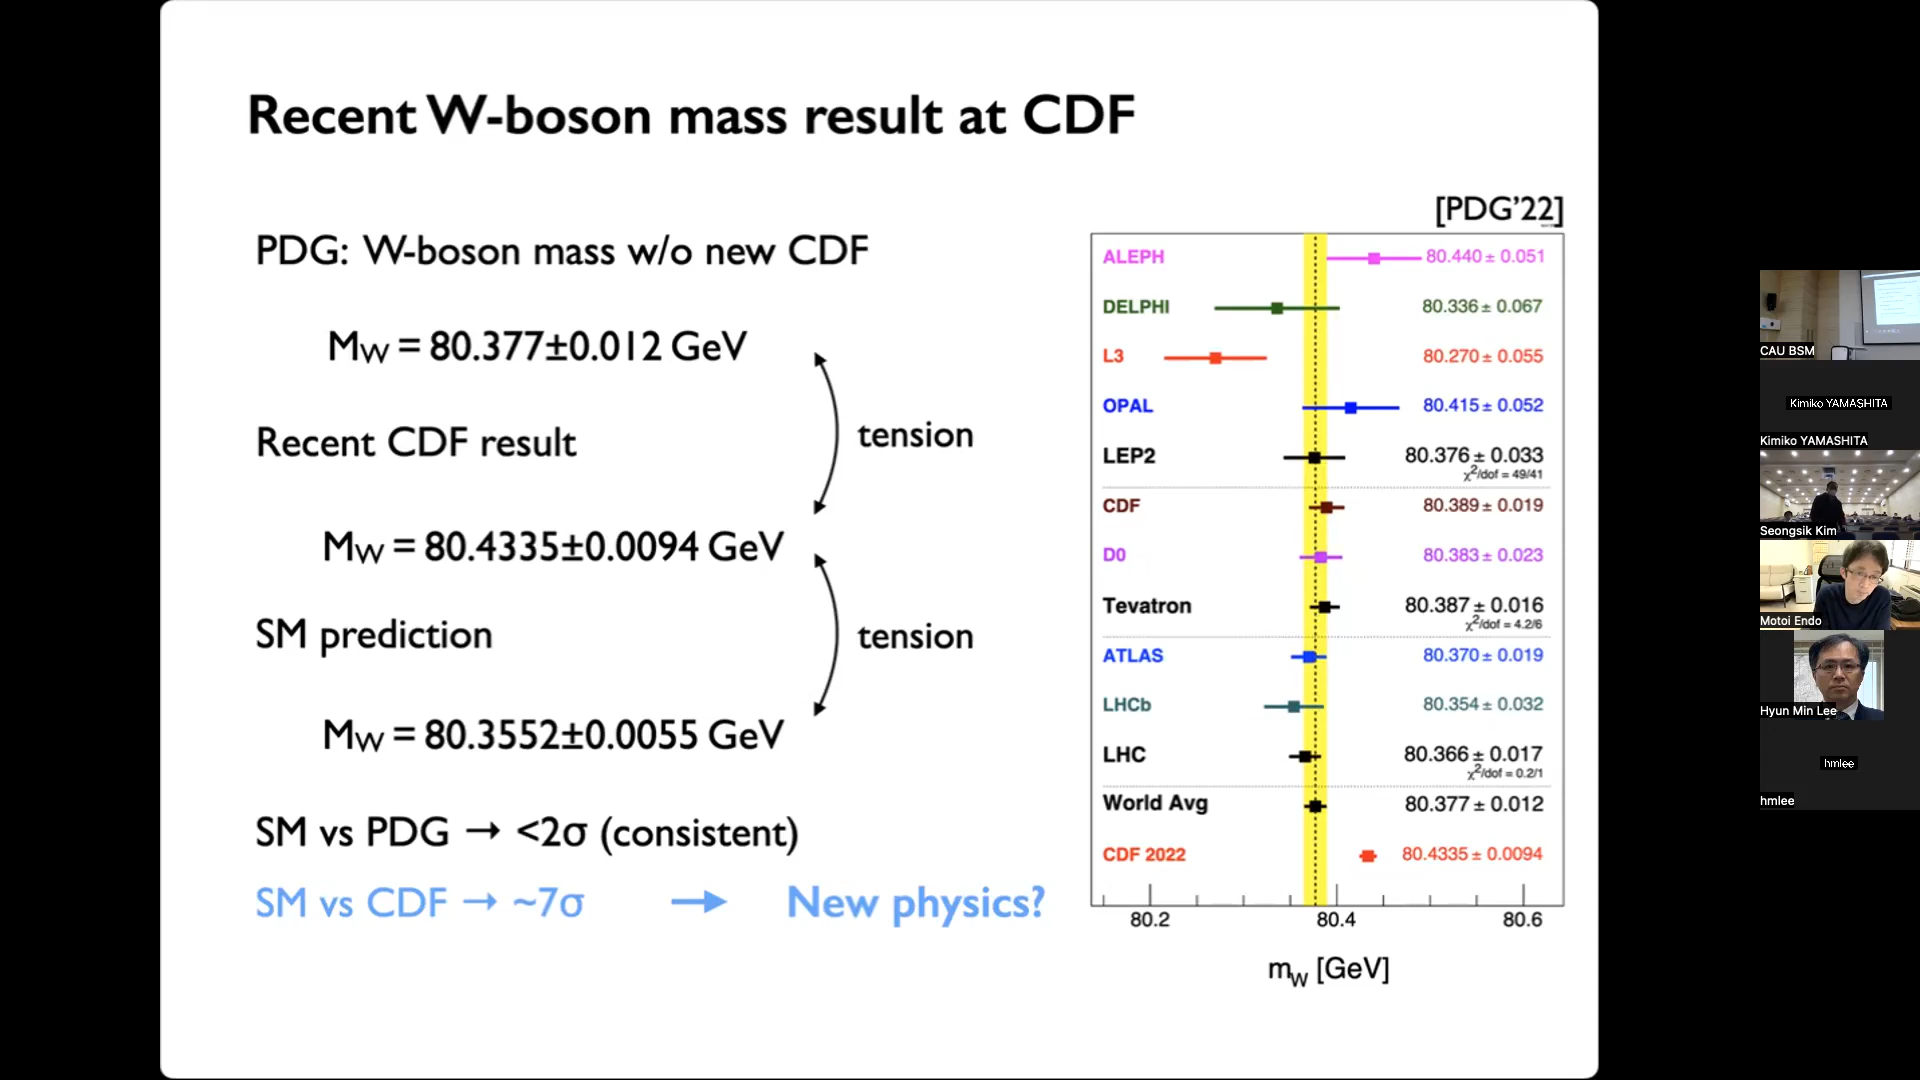 Recent W-boson mass result at CDF
PDG: W-boson mass w/o new CDF
MW = 80.377±0.012 GeV
Recent CDF result
tension
MW = 80.4335±0.0094 GeV
SM prediction
tension
MW = 80.3552±0.0055 GeV
SM vs PDG → <2σ (consistent)
SM vs CDF → ~7σ → New physics?
[PDG'22]
ALEPH 80.440 ± 0.051
DELPHI 80.336 ± 0.067
L3 80.270 ± 0.055
OPAL 80.415 ± 0.052
LEP2 80.376 ± 0.033
χ²/dof = 49/41
CDF 80.389 ± 0.019
D0 80.383 ± 0.023
Tevatron 80.387 ± 0.016
χ²/dof = 4.2/6
ATLAS 80.370 ± 0.019
LHCb 80.354 ± 0.032
LHC 80.366 ± 0.017
χ²/dof = 0.2/1
World Avg 80.377 ± 0.012
CDF 2022 80.4335 ± 0.0094
80.2 80.4 80.6
mW [GeV]
CAU BSM
Kimiko YAMASHITA
Kimiko YAMASHITA
Seongsik Kim
Motoi Endo
Hyun Min Lee
hmlee
hmlee